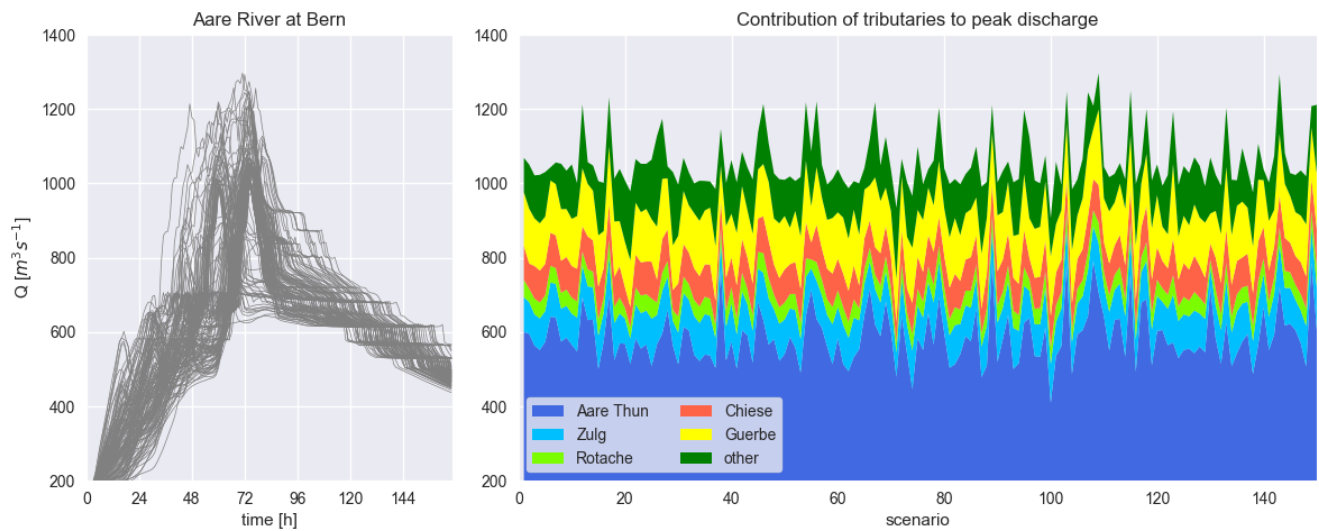 Aare River at Bern
Q [m³ s⁻¹]
1400
1200
1000
800
600
400
200
0 24 48 72 96 120 144
time [h]
Contribution of tributaries to peak discharge
1400
1200
1000
800
600
400
200
Aare Thun Chiese
Zulg Guerbe
Rotache other
0 20 40 60 80 100 120 140
scenario